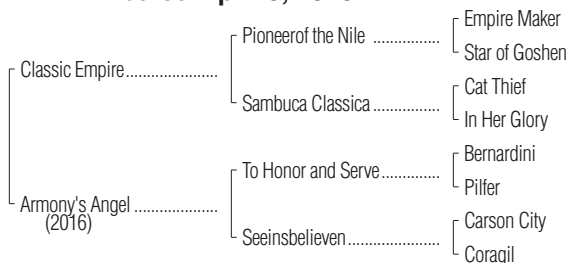 Empire Maker
Pioneerof the Nile ................
Star of Goshen
Classic Empire......................
Cat Thief
Sambuca Classica ................
In Her Glory
Bernardini
To Honor and Serve..............
Pilfer
Armony's Angel ....................
(2016)
Carson City
Seeinsbelieven......................
Coragil